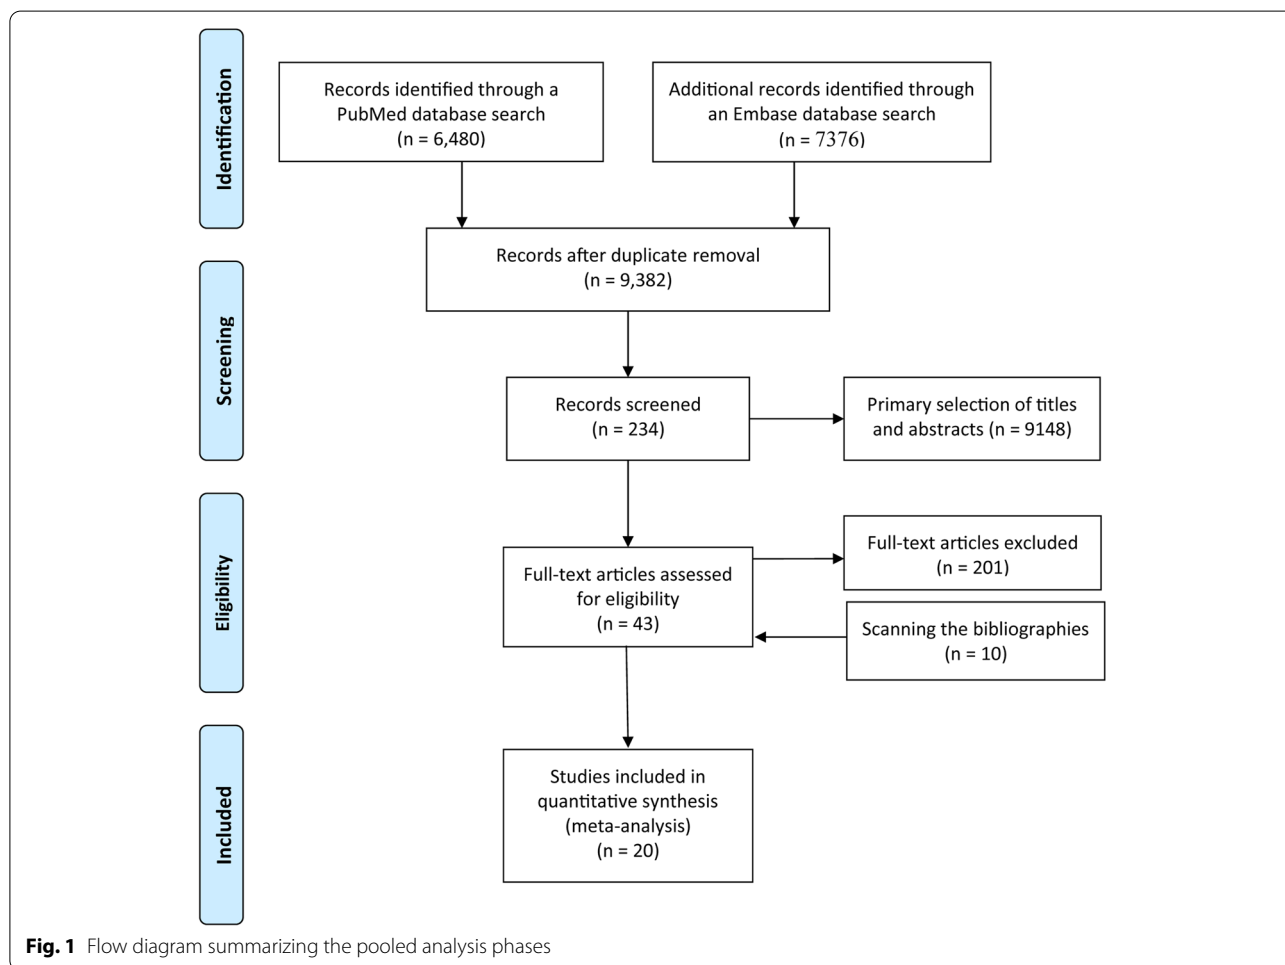 Identification
Records identified through a
PubMed database search
(n = 6,480)
Additional records identified through
an Embase database search
(n = 7376)
Records after duplicate removal
(n = 9,382)
Screening
Records screened
(n = 234)
Primary selection of titles
and abstracts (n = 9148)
Eligibility
Full-text articles assessed
for eligibility
(n = 43)
Full-text articles excluded
(n = 201)
Scanning the bibliographies
(n = 10)
Included
Studies included in
quantitative synthesis
(meta-analysis)
(n = 20)
Fig. 1 Flow diagram summarizing the pooled analysis phases